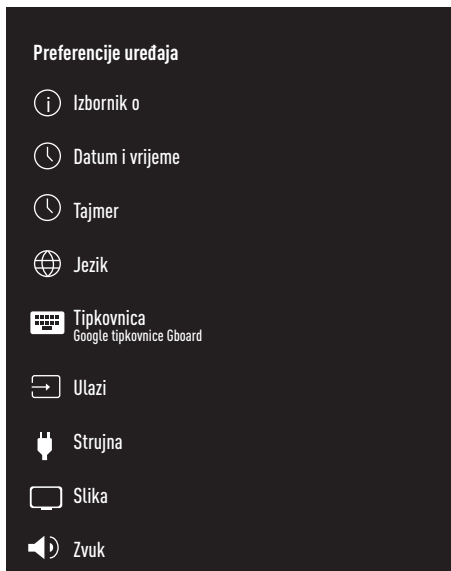 Preferencije uređaja
Izbornik o
Datum i vrijeme
Tajmer
Jezik
Tipkovnica
Google tipkovnice Gboard
Ulazi
Strujna
Slika
Zvuk